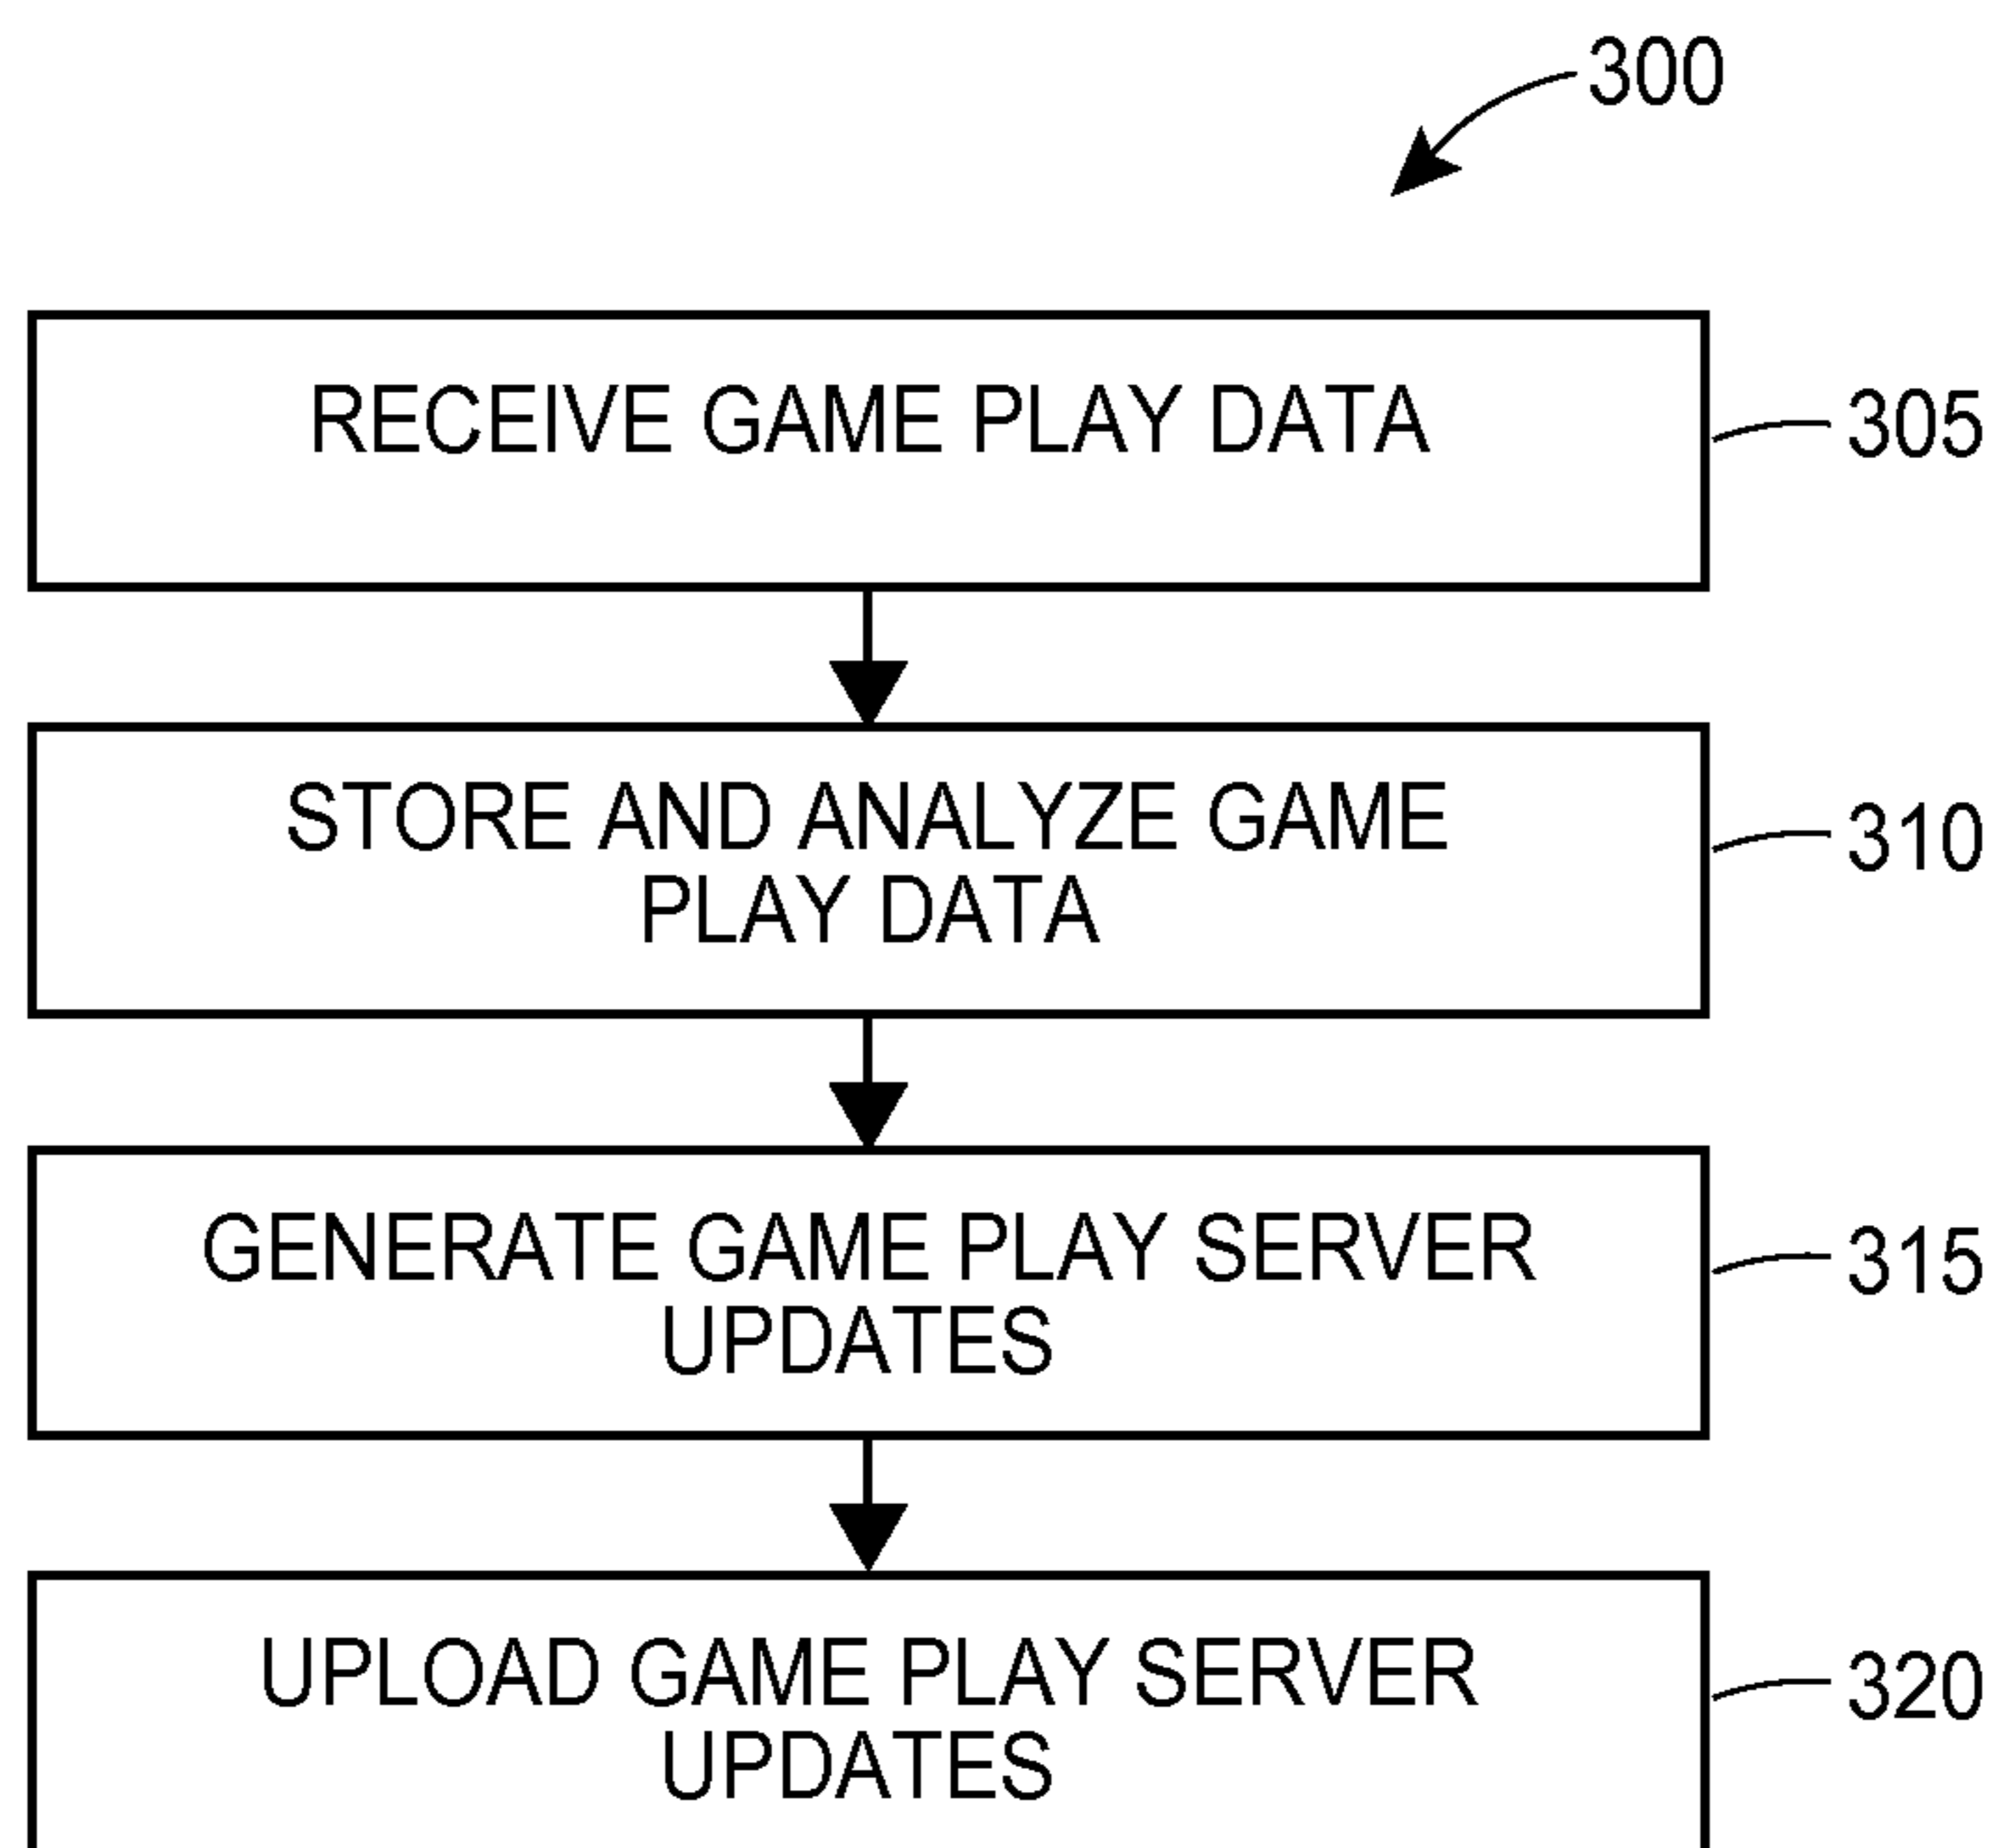 300
RECEIVE GAME PLAY DATA
305
STORE AND ANALYZE GAME
PLAY DATA
310
GENERATE GAME PLAY SERVER
UPDATES
315
UPLOAD GAME PLAY SERVER
UPDATES
320